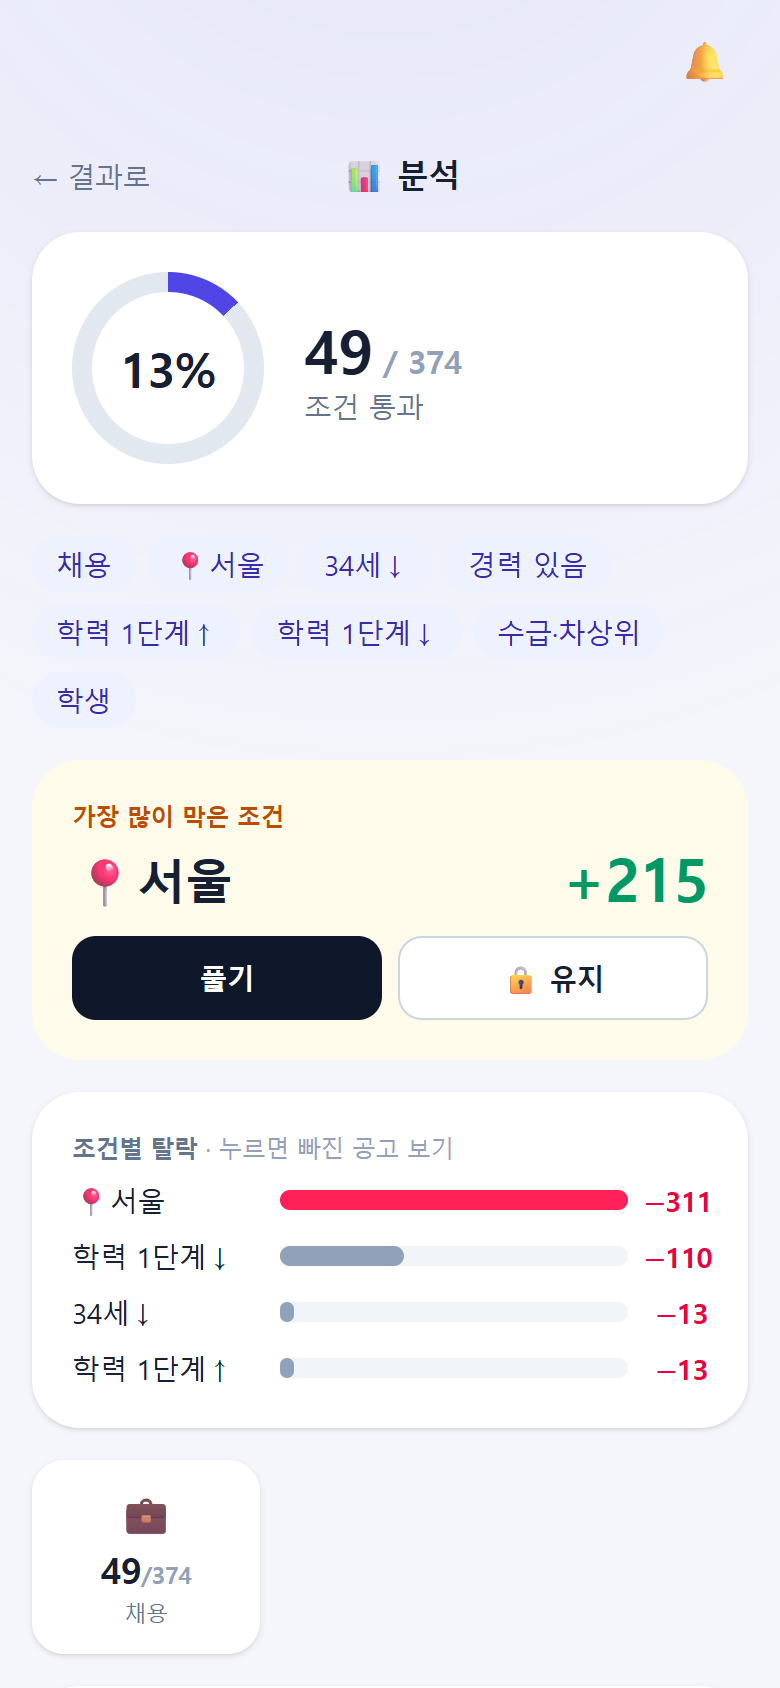 ← 결과로
📊 분석
13%
49 / 374
조건 통과
채용 📍서울 34세↓ 경력 있음
학력 1단계↑ 학력 1단계↓ 수급·차상위
학생
가장 많이 막은 조건
📍서울 +215
풀기 🔒 유지
조건별 탈락 · 누르면 빠진 공고 보기
📍서울 −311
학력 1단계↓ −110
34세↓ −13
학력 1단계↑ −13
49/374
채용